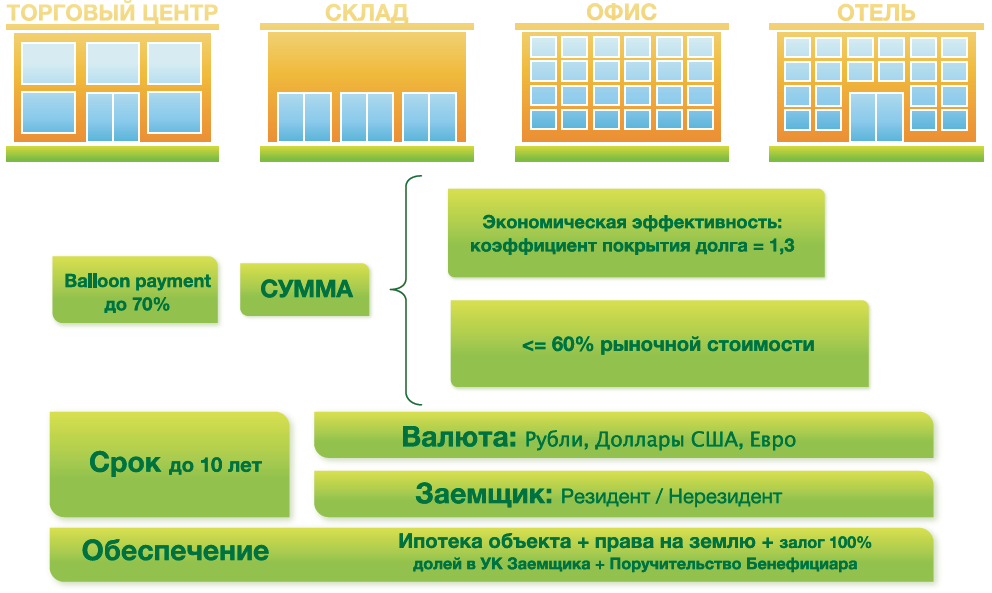 ТОРГОВЫЙ ЦЕНТР
СКЛАД
ОФИС
ОТЕЛЬ
Экономическая эффективность:
коэффициент покрытия долга = 1,3
Balloon payment
до 70%
СУММА
<= 60% рыночной стоимости
Срок до 10 лет
Валюта: Рубли, Доллары США, Евро
Заемщик: Резидент / Нерезидент
Обеспечение
Ипотека объекта + права на землю + залог 100%
долей в УК Заемщика + Поручительство Бенефициара